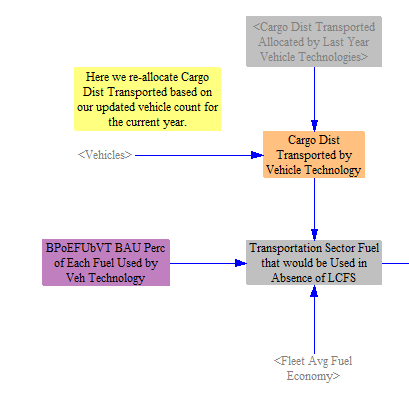 <Cargo Dist Transported
Allocated by Last Year
Vehicle Technologies>
Here we re-allocate Cargo
Dist Transported based on
our updated vehicle count for
the current year.
<Vehicles>
Cargo Dist
Transported by
Vehicle Technology
BPoEFUbVT BAU Perc
of Each Fuel Used by
Veh Technology
Transportation Sector Fuel
that would be Used in
Absence of LCFS
<Fleet Avg Fuel
Economy>